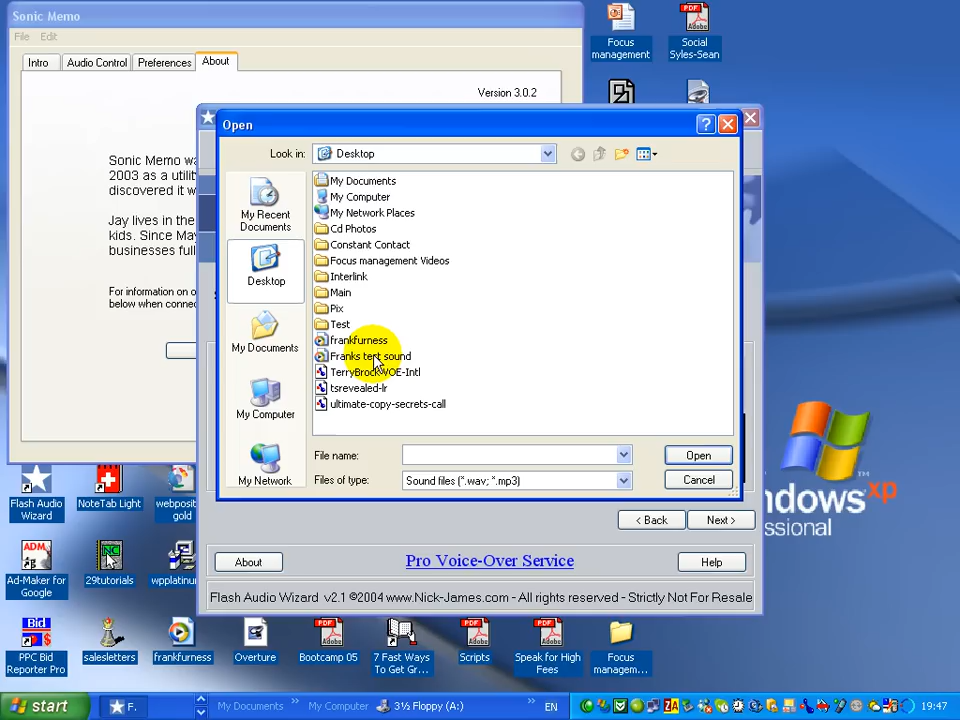 Sonic Memo
File Edit
Intro Audio Control Preferences About
Version 3.0.2
Sonic Memo wa
2003 as a utilit
discovered it w
Jay lives in the
kids. Since May
businesses full
For information on o
below when connec
Focus
management
Social
Syles-Sean
Open
Look in: Desktop
My Recent
Documents
Desktop
My Documents
My Computer
My Network
My Documents
My Computer
My Network Places
Cd Photos
Constant Contact
Focus management Videos
Interlink
Main
Pix
Test
frankfurness
Franks test sound
TerryBrock-VOE-Intl
tsrevealed-lr
ultimate-copy-secrets-call
File name: Open
Files of type: Sound files (*.wav; *.mp3) Cancel
< Back Next >
About Pro Voice-Over Service Help
Flash Audio Wizard v2.1 ©2004 www.Nick-James.com - All rights reserved - Strictly Not For Resale
ndows xp
fessional
Flash Audio
Wizard
NoteTab Light
webposit
gold
Ad-Maker for
Google
29tutorials
wpplatinu
PPC Bid
Reporter Pro
salesletters
frankfurness
Overture
Bootcamp 05
7 Fast Ways
To Get Gr...
Scripts
Speak for High
Fees
Focus
managem...
start F. My Documents » My Computer 3½ Floppy (A:) » EN 19:47